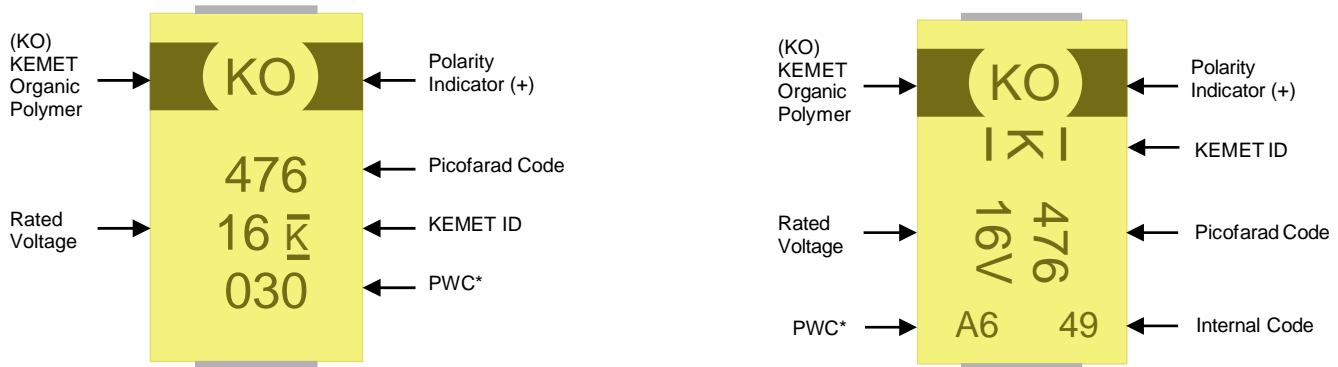 (KO)
KEMET
Organic
Polymer
KO
Polarity
Indicator (+)
476
Picofarad Code
Rated
Voltage
16 K
KEMET ID
030
PWC*
(KO)
KEMET
Organic
Polymer
KO
Polarity
Indicator (+)
K
KEMET ID
Rated
Voltage
476
16V
Picofarad Code
PWC*
A6 49
Internal Code